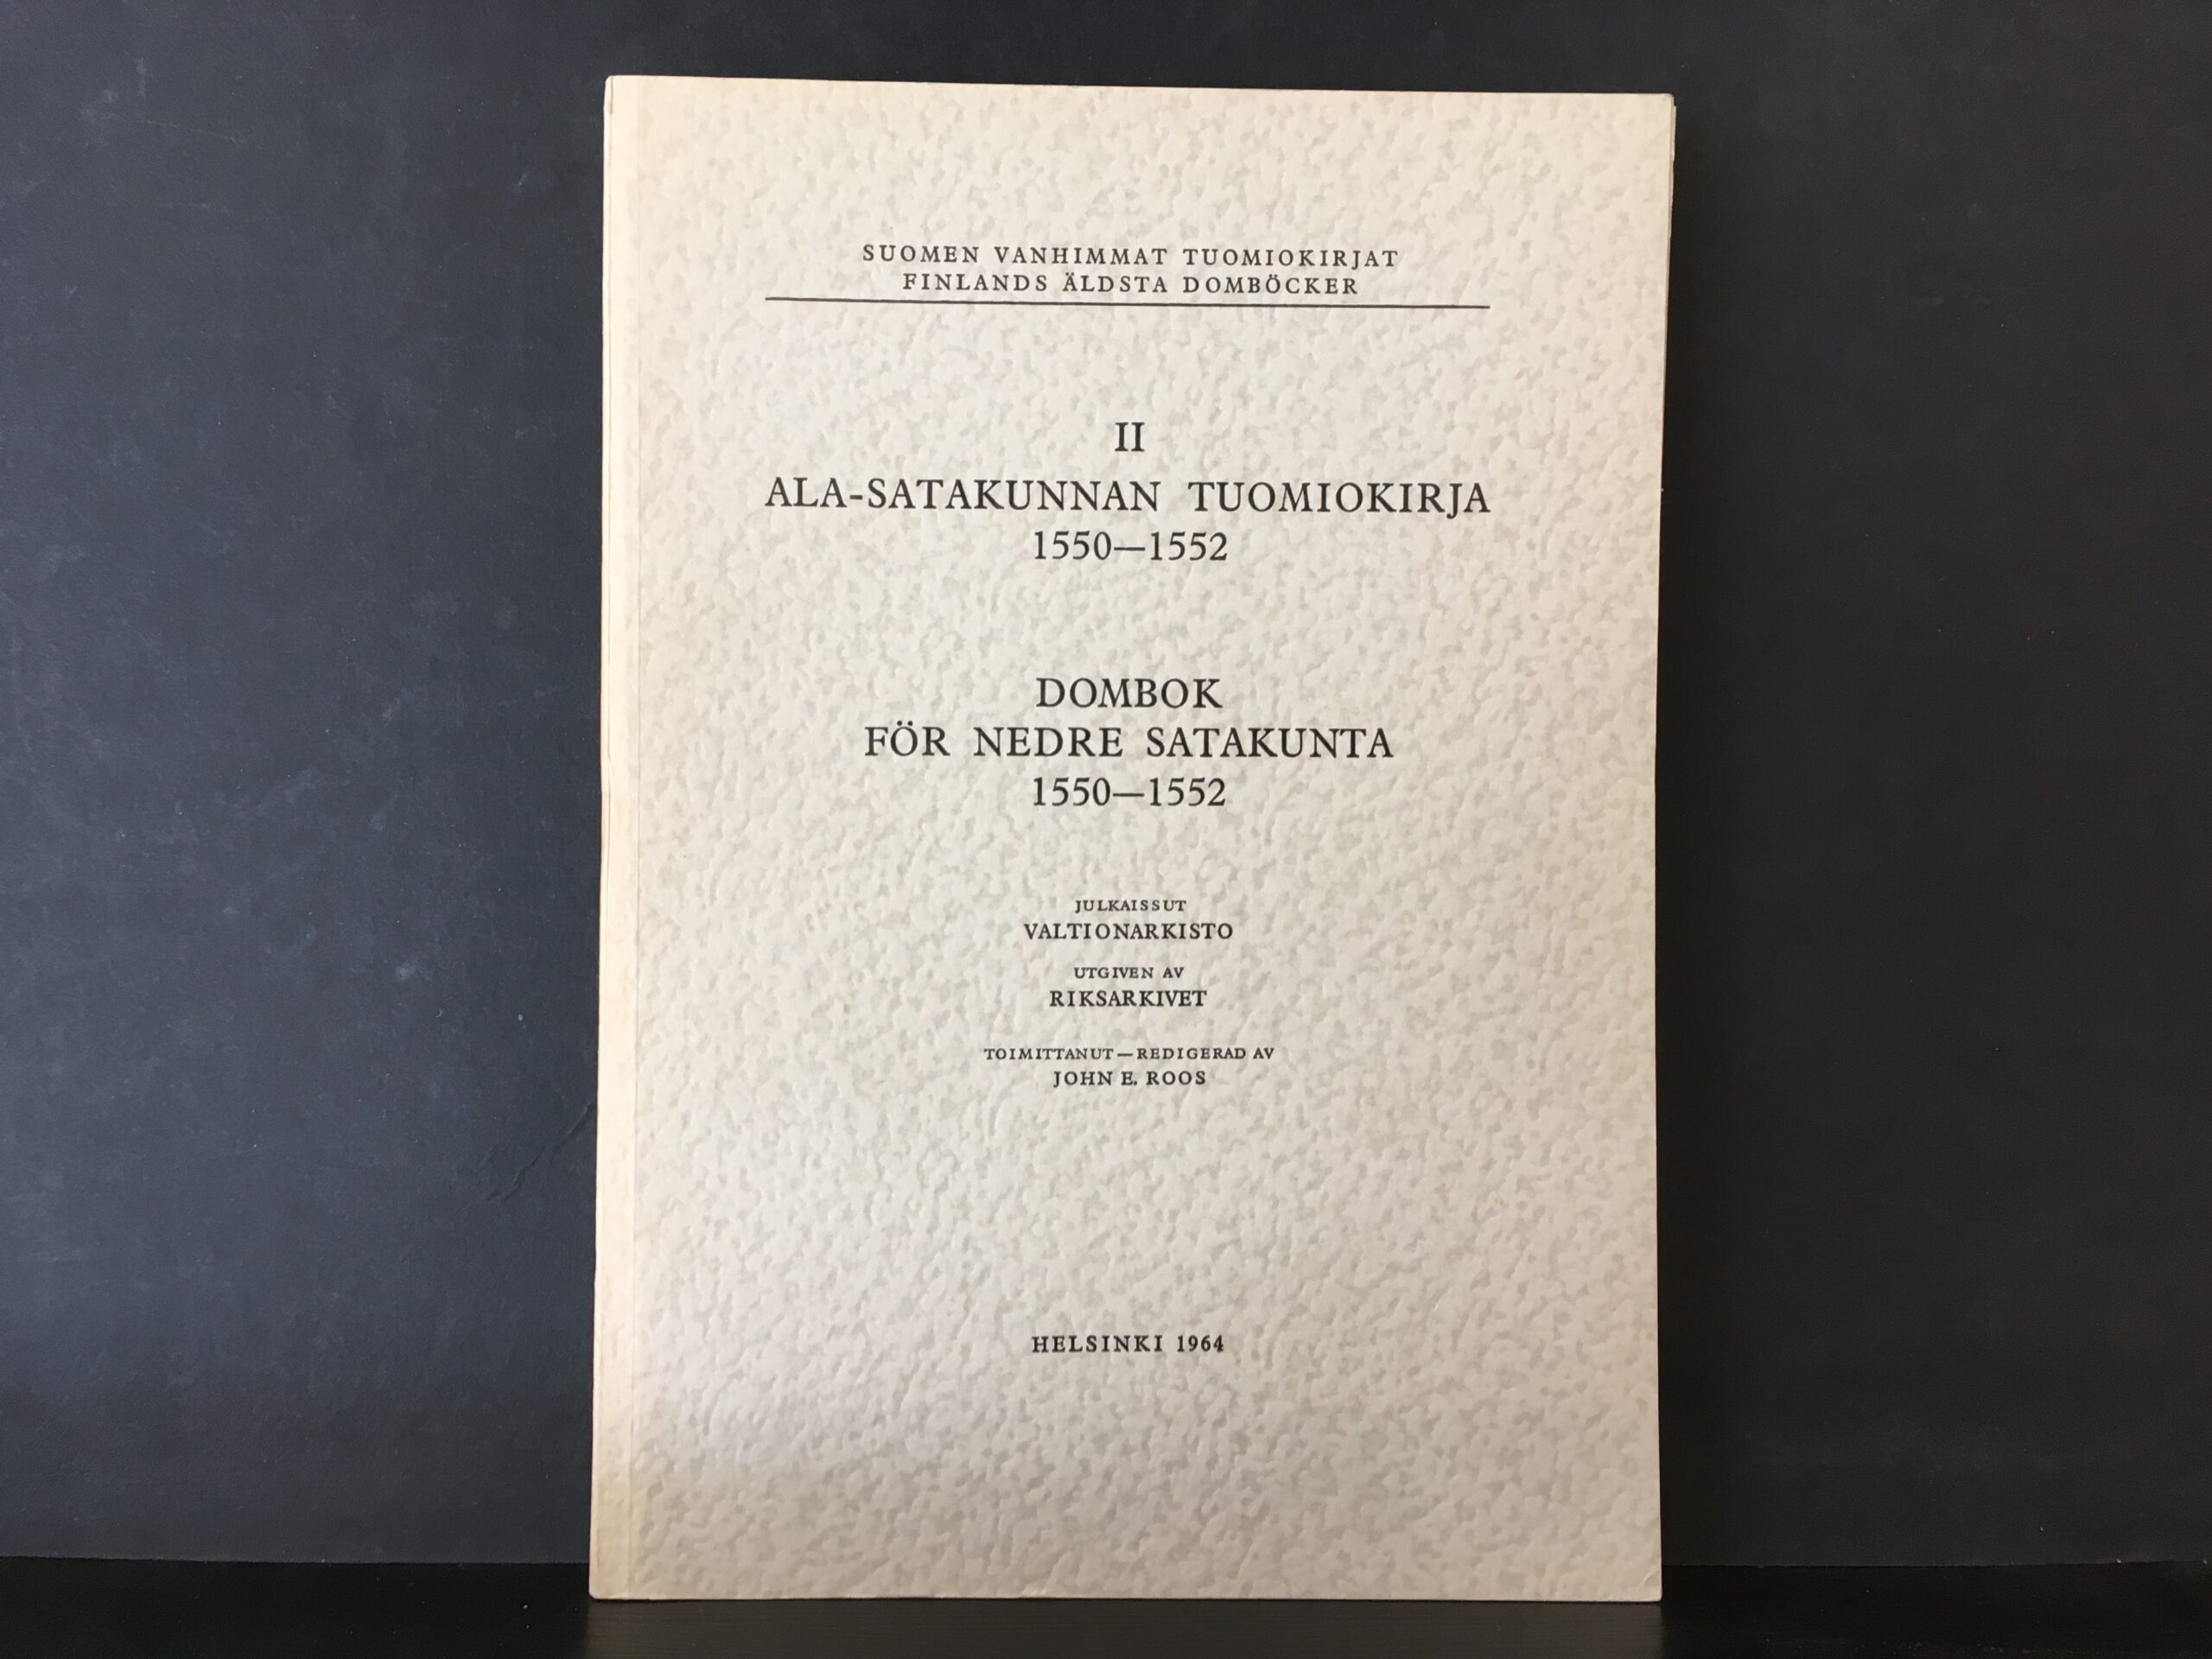 SUOMEN VANHIMMAT TUOMIOKIRJAT
FINLANDS ÄLDSTA DOMBÖCKER
II
ALA-SATAKUNNAN TUOMIOKIRJA
1550—1552
DOMBOK
FÖR NEDRE SATAKUNTA
1550—1552
JULKAISSUT
VALTIONARKISTO
UTGIVEN AV
RIKSARKIVET
TOIMITTANUT — REDIGERAD AV
JOHN E. ROOS
HELSINKI 1964